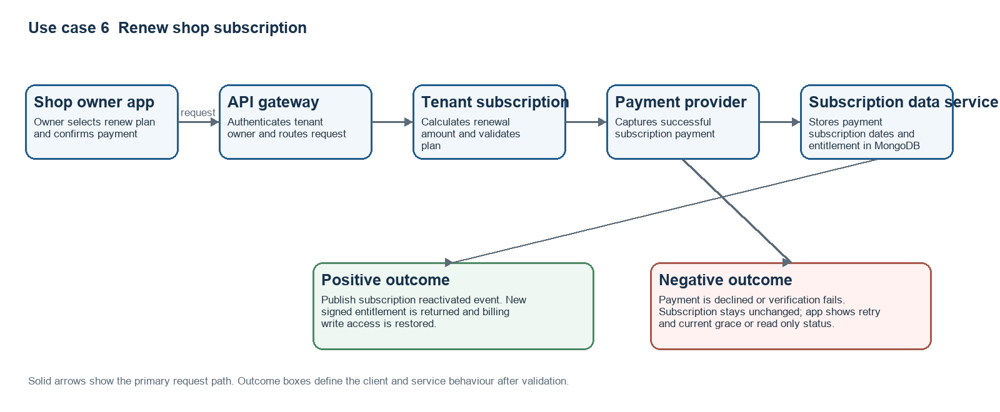 Use case 6  Renew shop subscription
Shop owner app
Owner selects renew plan
and confirms payment
request
API gateway
Authenticates tenant
owner and routes request
Tenant subscription
Calculates renewal
amount and validates
plan
Payment provider
Captures successful
subscription payment
Subscription data service
Stores payment
subscription dates and
entitlement in MongoDB
Positive outcome
Publish subscription reactivated event. New
signed entitlement is returned and billing
write access is restored.
Negative outcome
Payment is declined or verification fails.
Subscription stays unchanged; app shows retry
and current grace or read only status.
Solid arrows show the primary request path. Outcome boxes define the client and service behaviour after validation.